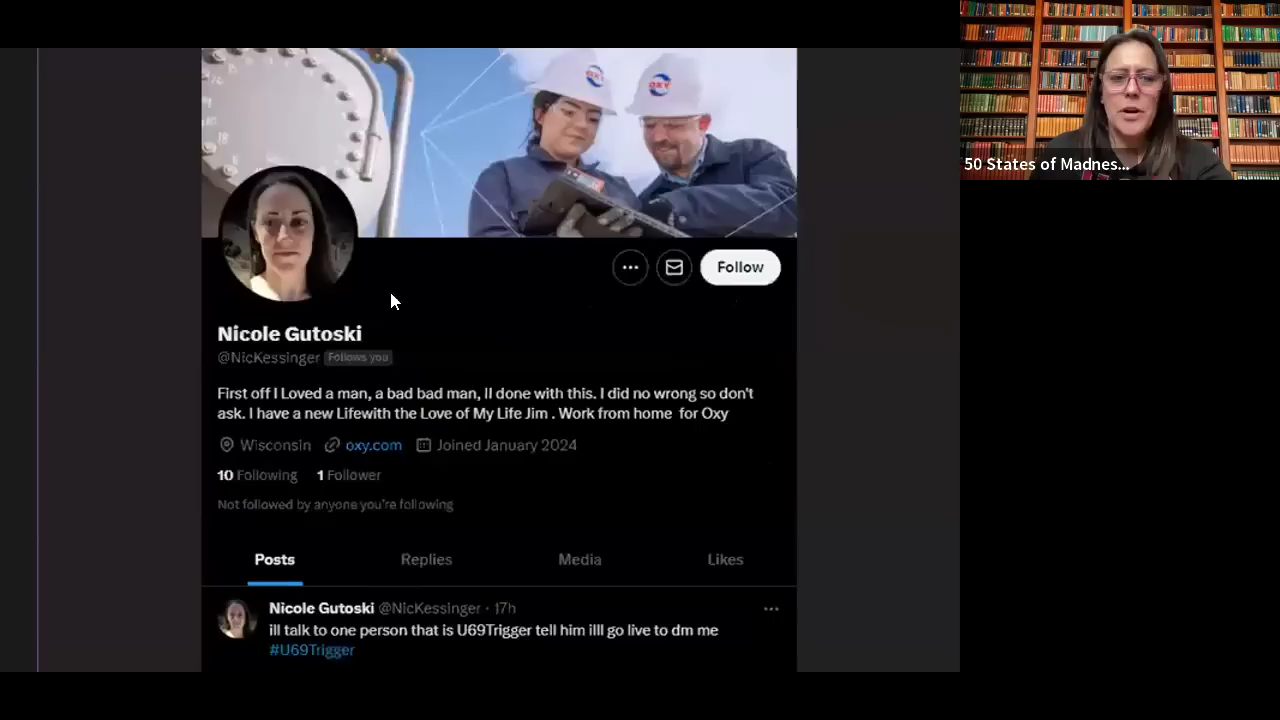 OXY
OXY
50 States of Madnes...
Follow
Nicole Gutoski
@NicKessinger Follows you
First off I Loved a man, a bad bad man, II done with this. I did no wrong so don't
ask. I have a new Lifewith the Love of My Life Jim . Work from home for Oxy
Wisconsin oxy.com Joined January 2024
10 Following 1 Follower
Not followed by anyone you're following
Posts Replies Media Likes
Nicole Gutoski @NicKessinger · 17h
ill talk to one person that is U69Trigger tell him illl go live to dm me
#U69Trigger